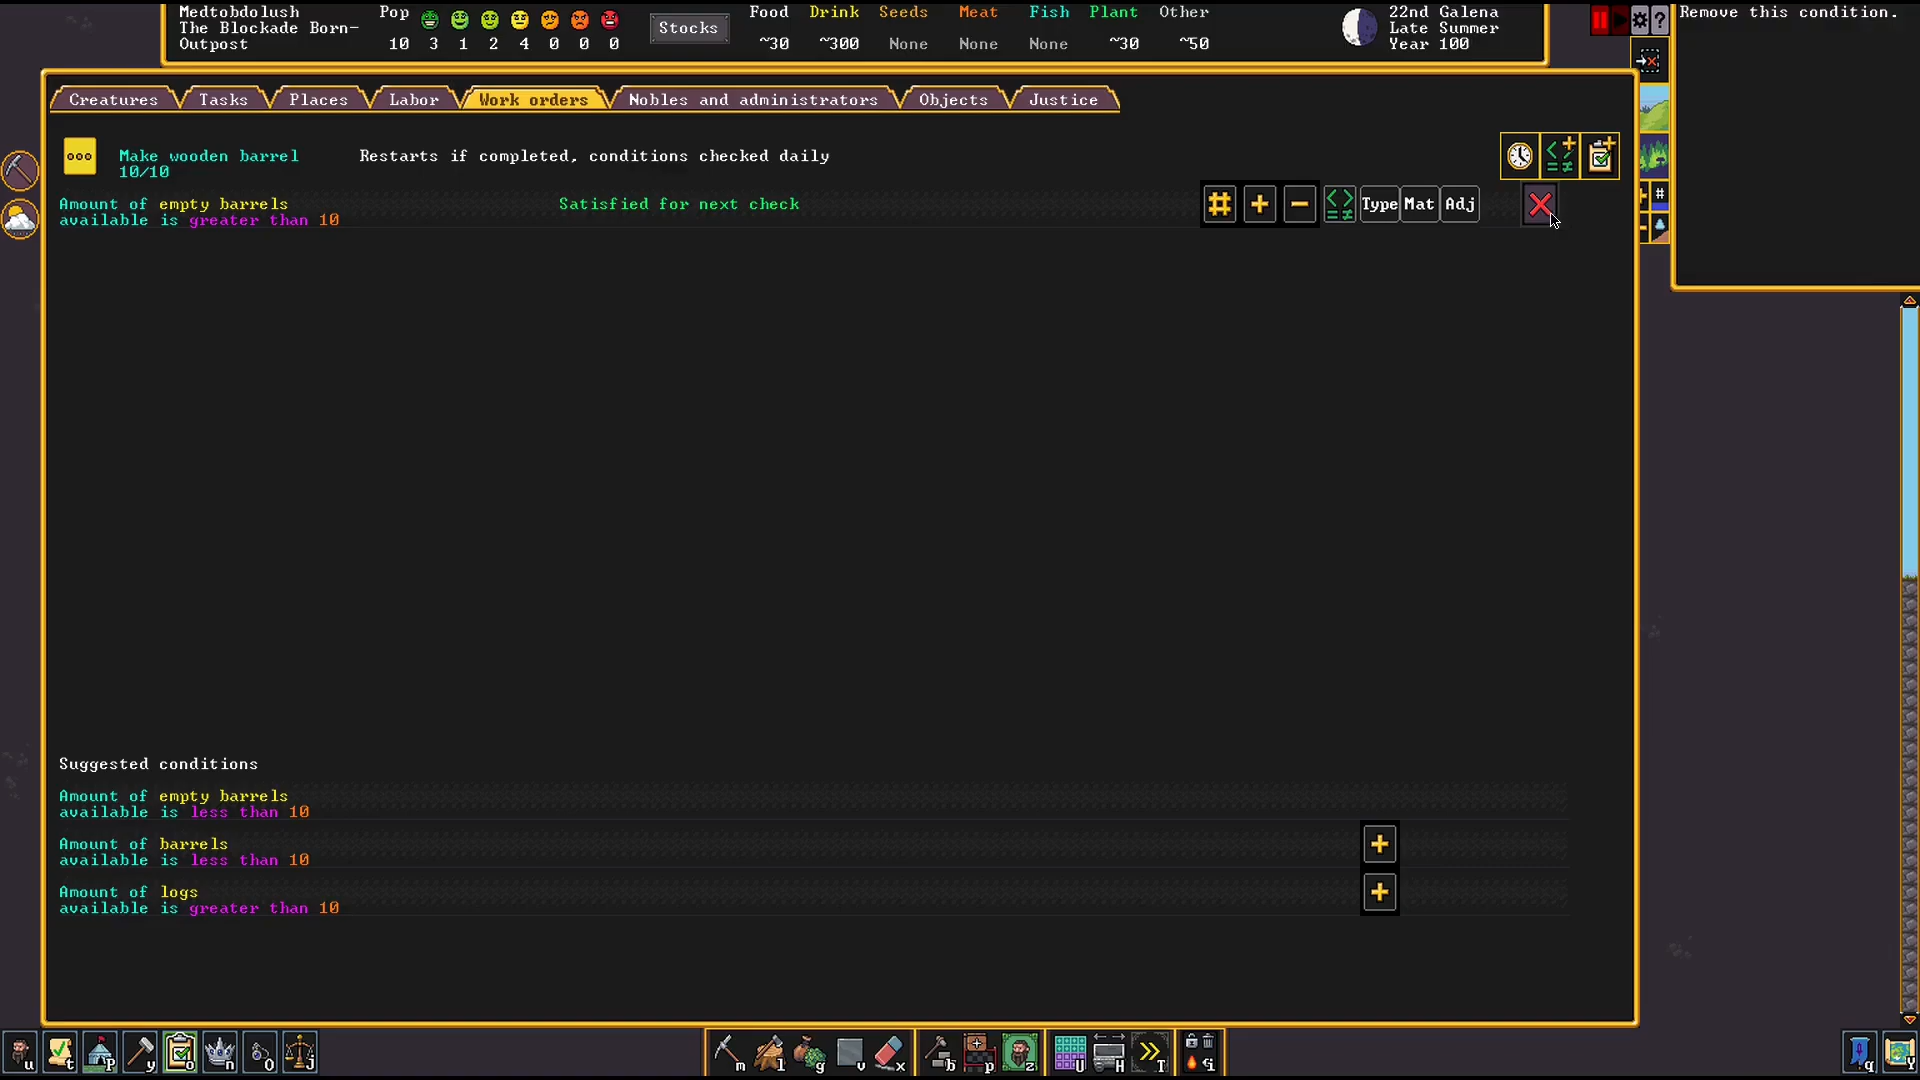 Medtobdolush
The Blockade Born-
Outpost
Pop
10 3 1 2 4 0 0 0
Stocks
Food Drink Seeds Meat Fish Plant Other
~30 ~300 None None None ~30 ~50
22nd Galena
Late Summer
Year 100
?
Remove this condition.
Creatures Tasks Places Labor Work orders Nobles and administrators Objects Justice
Make wooden barrel Restarts if completed, conditions checked daily
10/10
Amount of empty barrels Satisfied for next check
available is greater than 10
Type Mat Adj
#
Suggested conditions
Amount of empty barrels
available is less than 10
Amount of barrels
available is less than 10
Amount of logs
available is greater than 10
u t P y o n O j m l g v x b p z U H T G i q Y